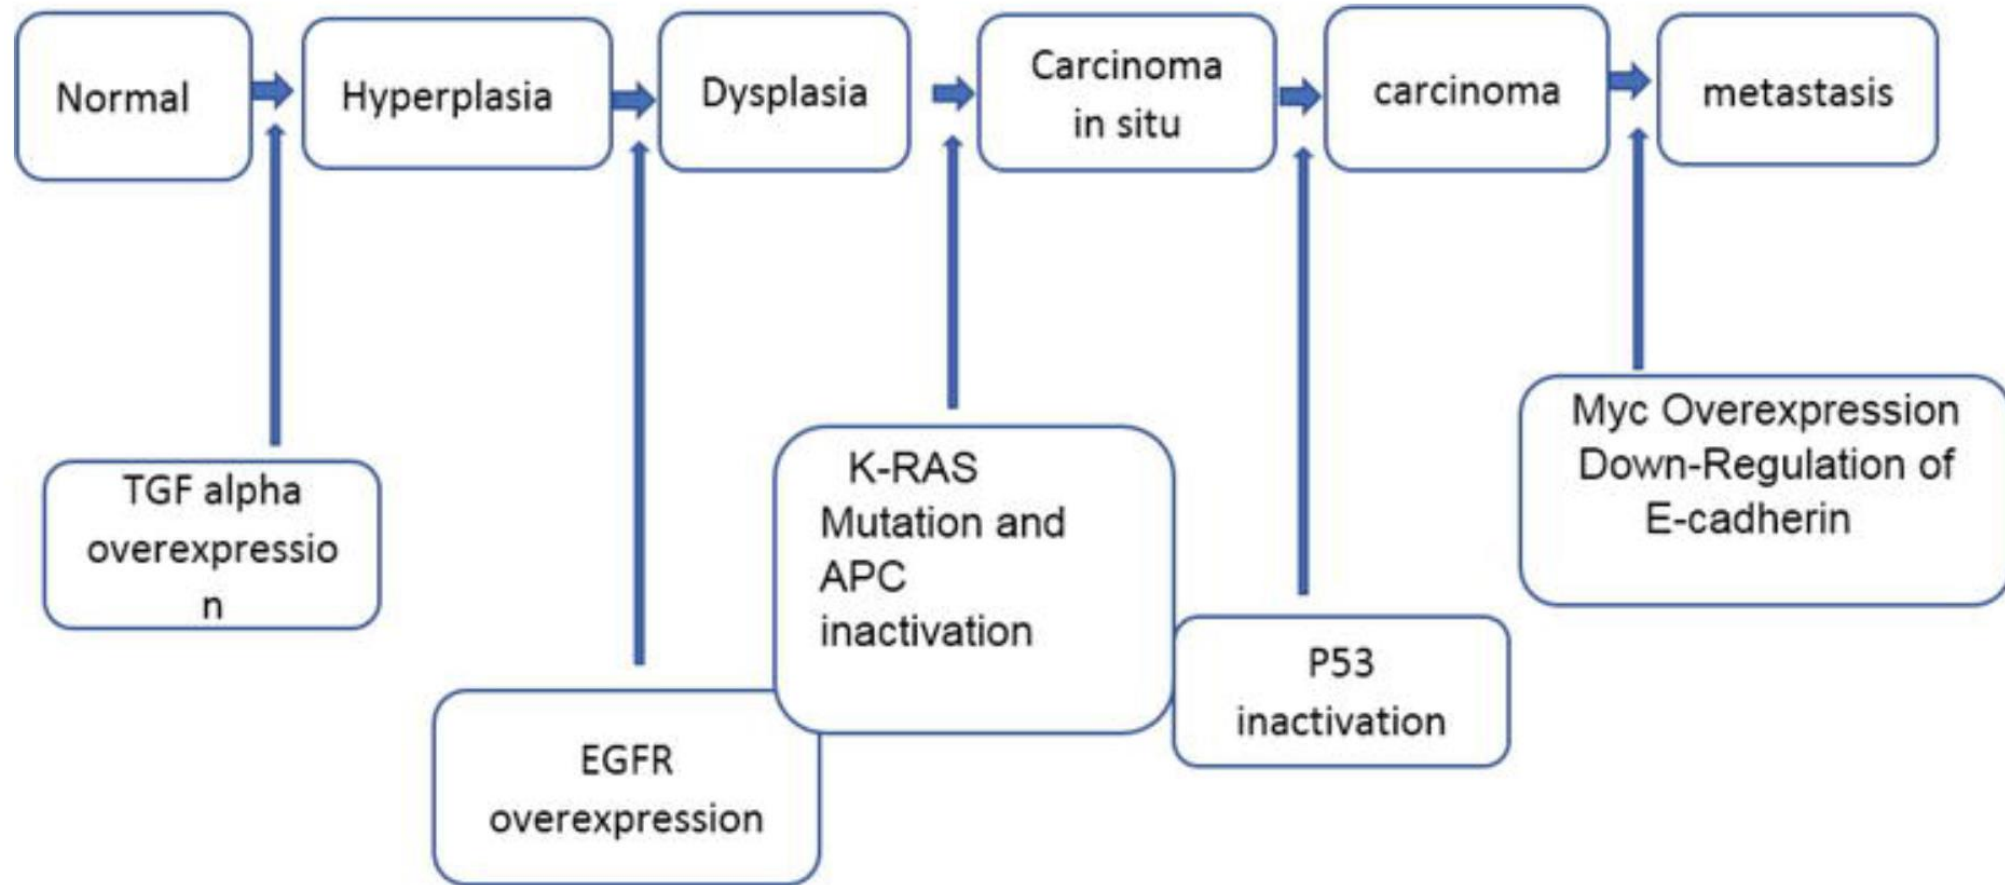 Normal
Hyperplasia
Dysplasia
Carcinoma
in situ
carcinoma
metastasis
TGF alpha
overexpressio
n
EGFR
overexpression
K-RAS
Mutation and
APC
inactivation
P53
inactivation
Myc Overexpression
Down-Regulation of
E-cadherin